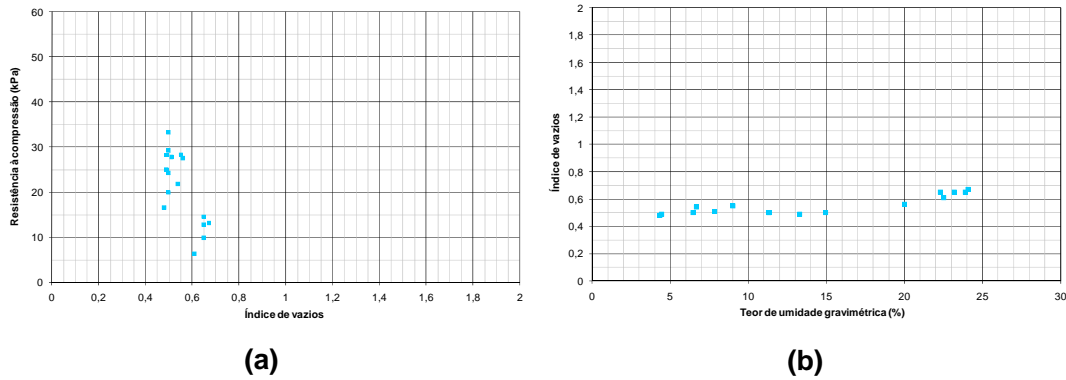 60
50
40
30
20
10
0
Resistência à compressão (kPa)
0 0,2 0,4 0,6 0,8 1 1,2 1,4 1,6 1,8 2
Índice de vazios
(a)
2
1,8
1,6
1,4
1,2
1
0,8
0,6
0,4
0,2
0
Índice de vazios
0 5 10 15 20 25 30
Teor de umidade gravimétrica (%)
(b)